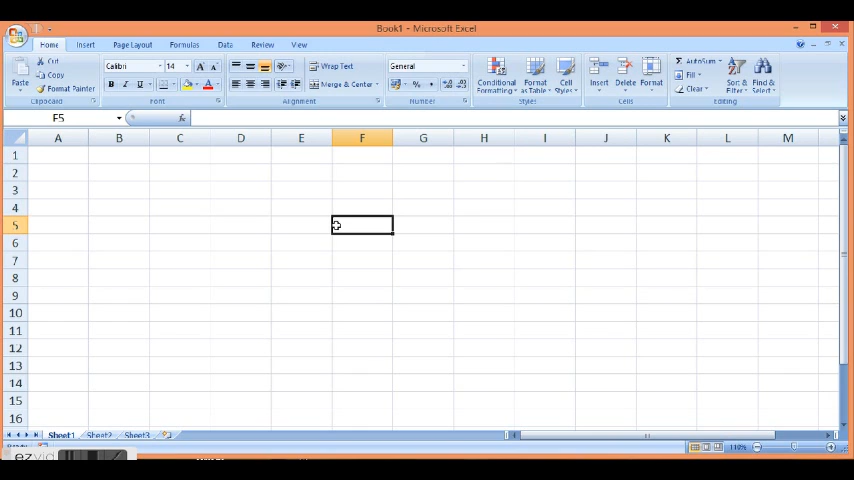 Book1 - Microsoft Excel
Home Insert Page Layout Formulas Data Review View
Cut
Copy
Format Painter
Paste
Clipboard
Calibri 14
B I U
Font
Wrap Text
Merge & Center
Alignment
General
Number
Conditional Formatting
Format as Table
Cell Styles
Styles
Insert Delete Format
Cells
AutoSum
Fill
Clear
Sort & Filter
Find & Select
Editing
F5
fx
A B C D E F G H I J K L M
1
2
3
4
5
6
7
8
9
10
11
12
13
14
15
16
Sheet1 Sheet2 Sheet3
110%